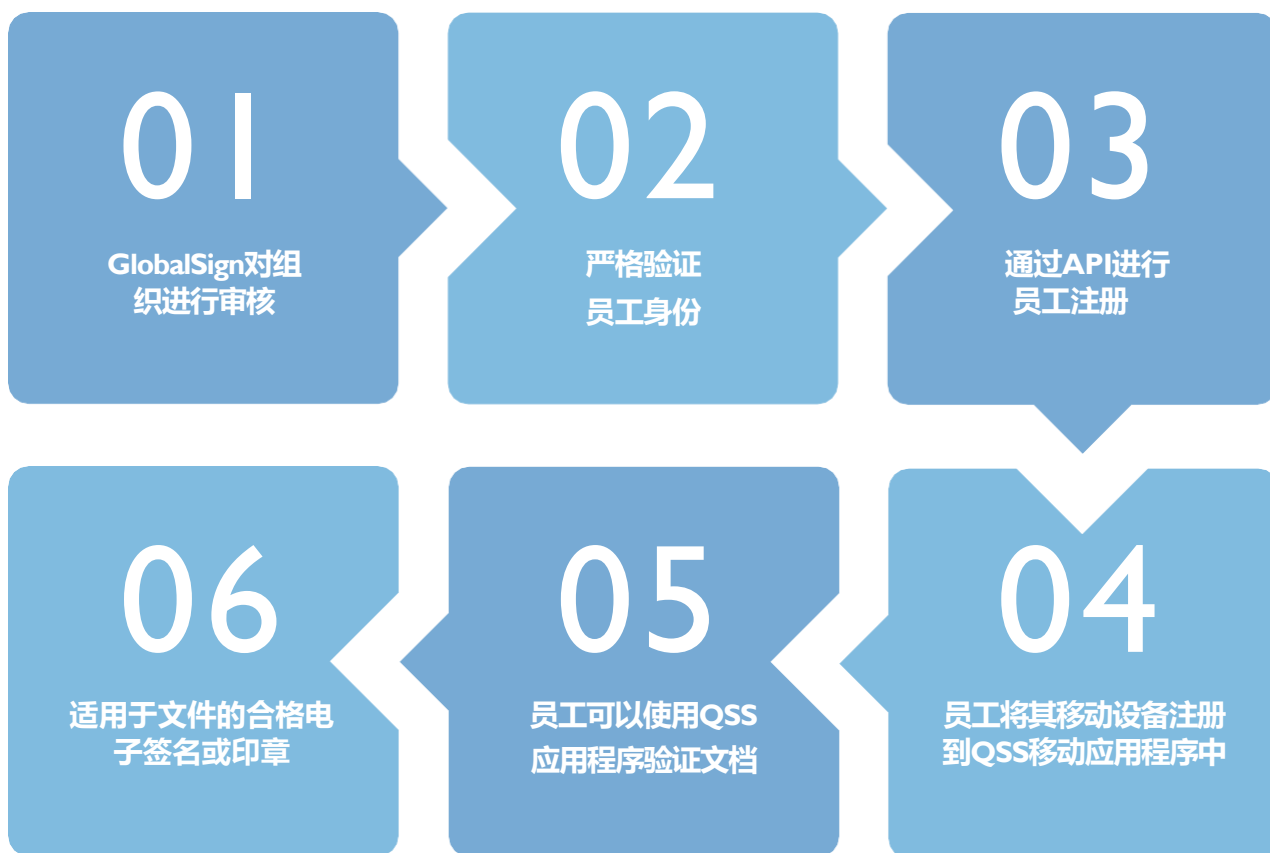 01
GlobalSign对组
织进行审核
02
严格验证
员工身份
03
通过API进行
员工注册
04
员工将其移动设备注册
到QSS移动应用程序中
05
员工可以使用QSS
应用程序验证文档
06
适用于文件的合格电
子签名或印章